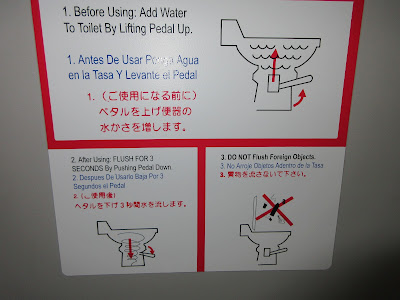 1. Before Using: Add Water
To Toilet By Lifting Pedal Up.
1. Antes De Usar Ponga Agua
en la Tasa Y Levante el Pedal
1. (ご使用になる前に)
ペタルを上げ便器の
水かさを増します。
2. After Using: FLUSH FOR 3
SECONDS By Pushing Pedal Down.
2. Despues De Usarlo Baja Por 3
Segundos el Pedal
2. (ご使用後)
ペタルを下げ3秒間水を流します。
3. DO NOT Flush Foreign Objects.
3. No Arroje Objetos Adentro de la Tasa
3. 異物を流さないで下さい。